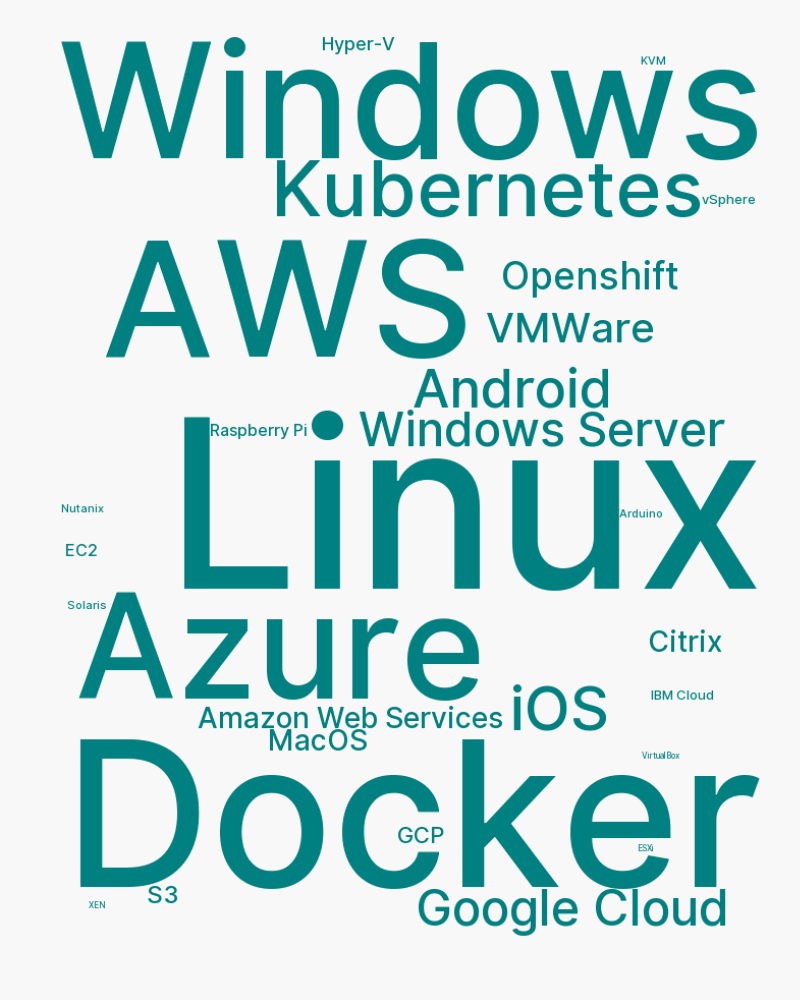 Hyper-V
KVM
Windows
Kubernetes
vSphere
AWS
Openshift
VMWare
Android
Raspberry Pi
Windows Server
Linux
Nutanix
Arduino
EC2
Solaris
Azure
Citrix
IBM Cloud
iOS
Amazon Web Services
MacOS
VirtualBox
Docker
GCP
ESXi
S3
XEN
Google Cloud